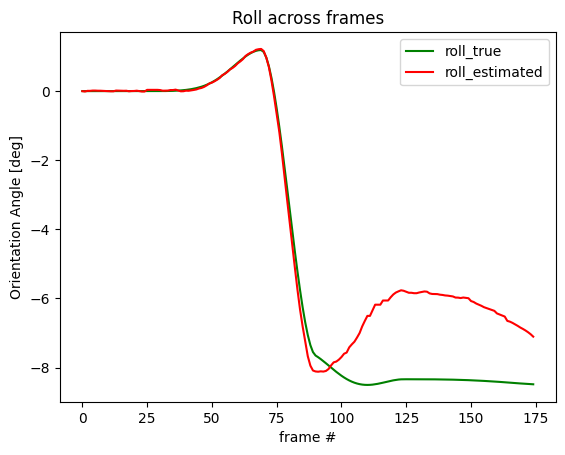 Roll across frames
roll_true
roll_estimated
Orientation Angle [deg]
0
−2
−4
−6
−8
0 25 50 75 100 125 150 175
frame #